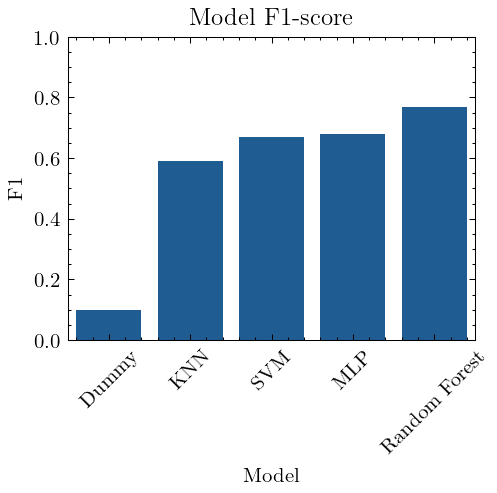 Model F1-score
F1
1.0
0.8
0.6
0.4
0.2
0.0
Dummy
KNN
SVM
MLP
Random Forest
Model